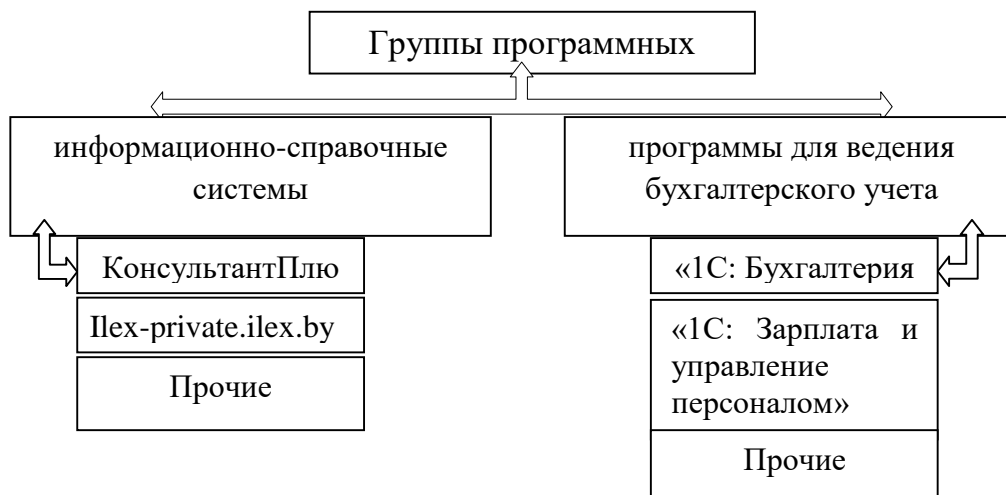 Группы программных
информационно-справочные
системы
КонсультантПлю
Ilex-private.ilex.by
Прочие
программы для ведения
бухгалтерского учета
«1С: Бухгалтерия
«1С: Зарплата и
управление
персоналом»
Прочие